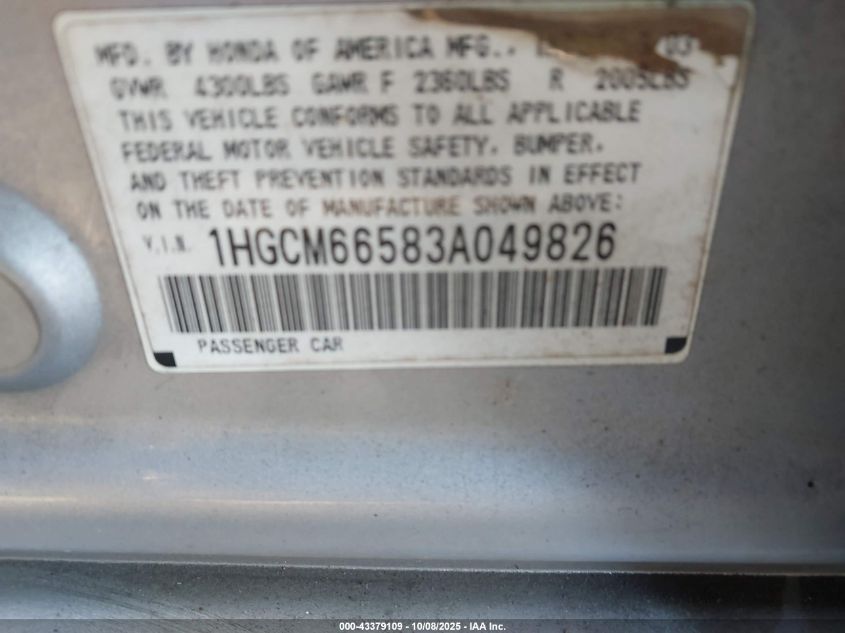 MFD. BY HONDA OF AMERICA MFG., 03
GVWR 4300LBS GAWR F 2360LBS R 2005LBS
THIS VEHICLE CONFORMS TO ALL APPLICABLE
FEDERAL MOTOR VEHICLE SAFETY, BUMPER,
AND THEFT PREVENTION STANDARDS IN EFFECT
ON THE DATE OF MANUFACTURE SHOWN ABOVE:
V.I.N. 1HGCM66583A049826
PASSENGER CAR
000-43379109 - 10/08/2025 - IAA Inc.